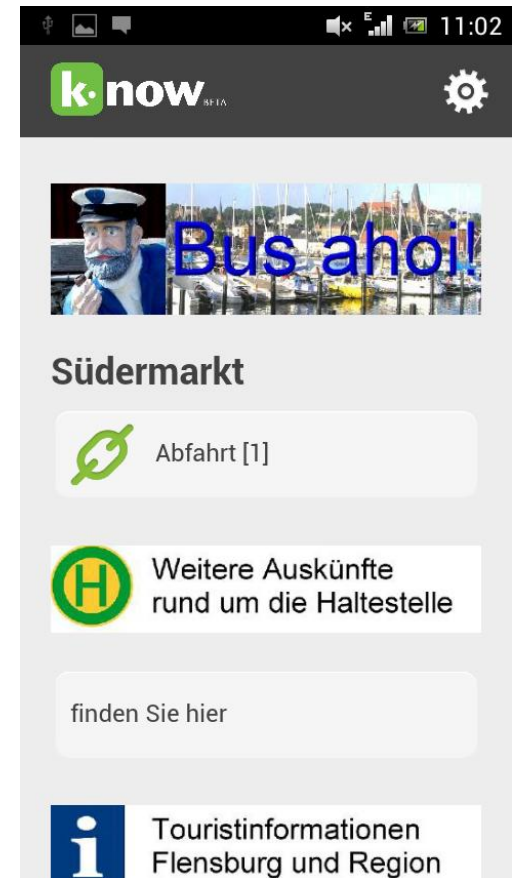 E 11:02
k. now BETA
Bus ahoi!
Südermarkt
Abfahrt [1]
H Weitere Auskünfte
rund um die Haltestelle
finden Sie hier
i Touristinformationen
Flensburg und Region